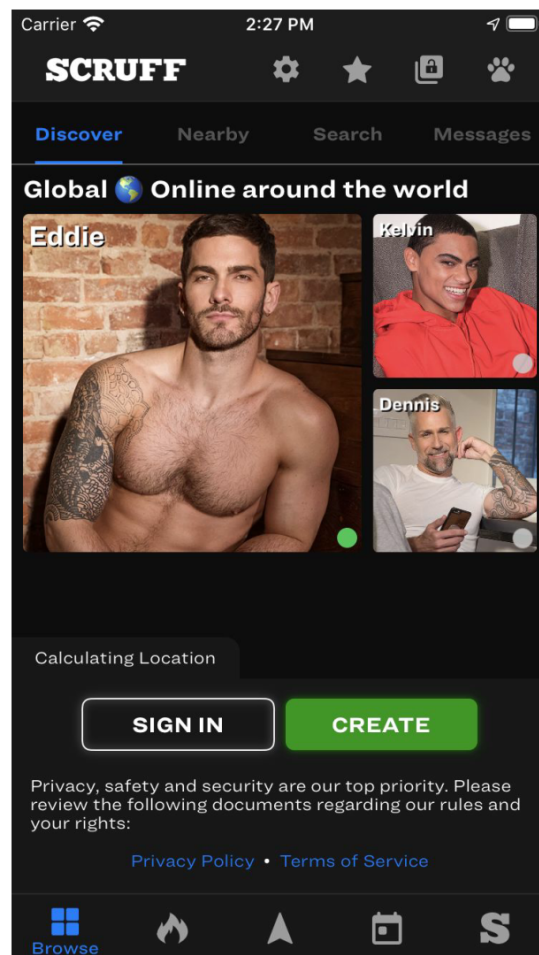 Carrier 2:27 PM
SCRUFF
Discover Nearby Search Messages
Global 🌎 Online around the world
Eddie
Kelvin
Dennis
Calculating Location
SIGN IN CREATE
Privacy, safety and security are our top priority. Please
review the following documents regarding our rules and
your rights:
Privacy Policy • Terms of Service
Browse S